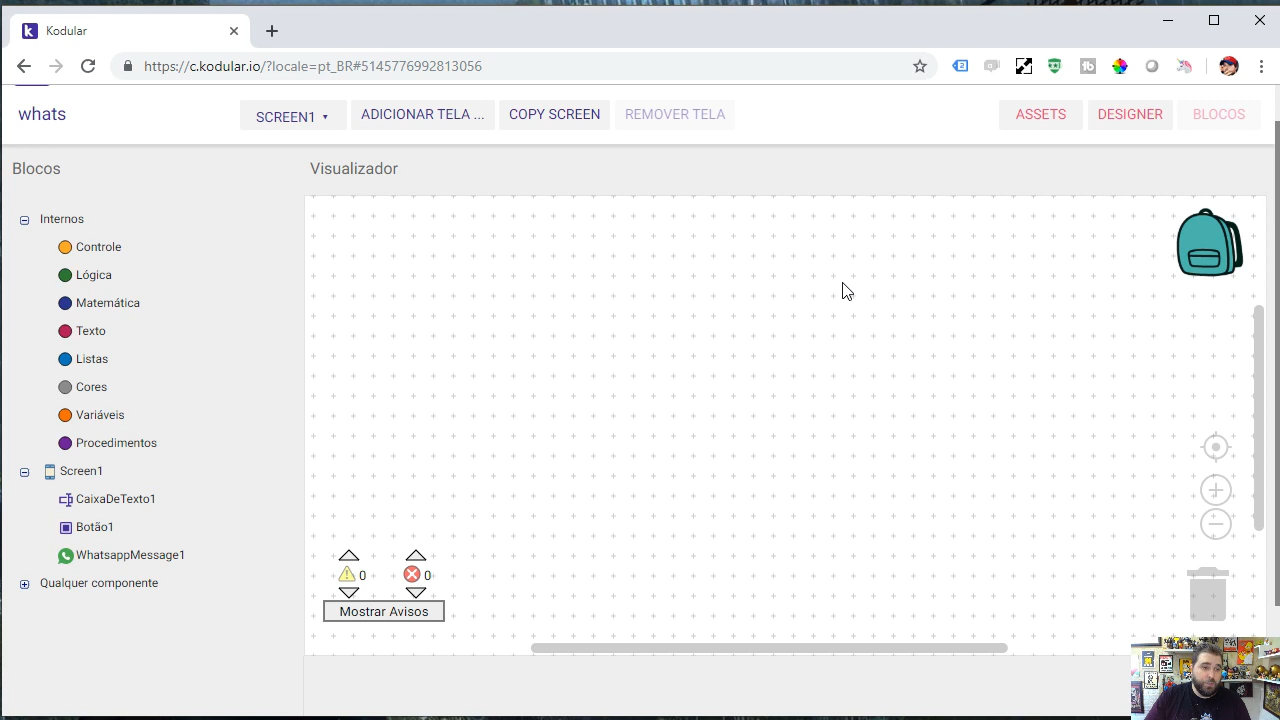 Kodular
https://c.kodular.io/?locale=pt_BR#5145776992813056
whats
SCREEN1
ADICIONAR TELA ...
COPY SCREEN
REMOVER TELA
ASSETS
DESIGNER
BLOCOS
Blocos
Visualizador
Internos
Controle
Lógica
Matemática
Texto
Listas
Cores
Variáveis
Procedimentos
Screen1
CaixaDeTexto1
Botão1
WhatsappMessage1
Qualquer componente
0
0
Mostrar Avisos